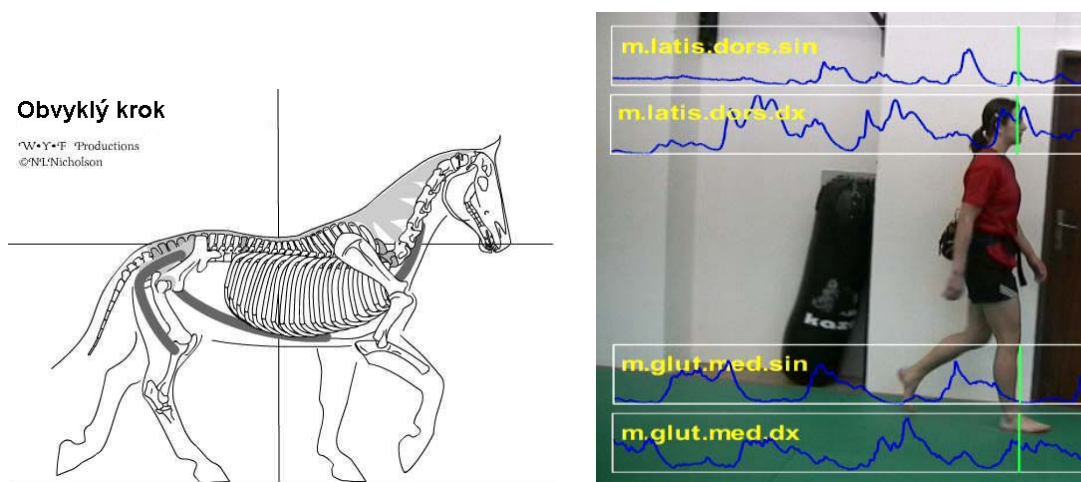 Obvyklý krok
W•Y•F Productions
©N.L.Nicholson
m.latis.dors.sin
m.latis.dors.dx
m.glut.med.sin
m.glut.med.dx